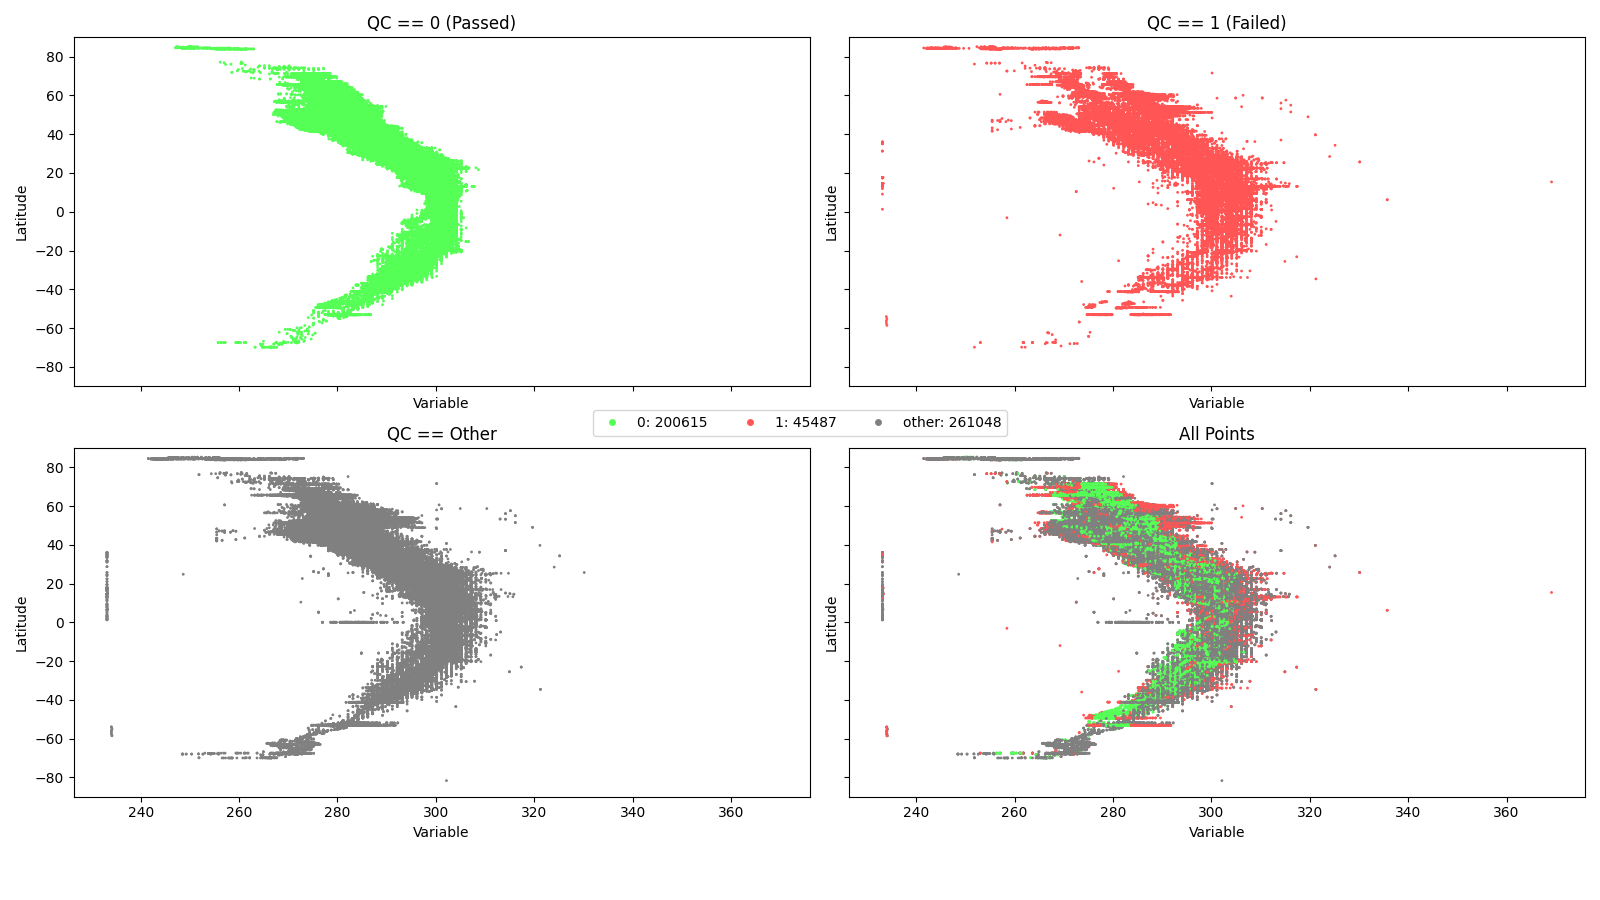 QC == 0 (Passed)
QC == 1 (Failed)
80
60
40
20
0
−20
−40
−60
−80
Latitude
Latitude
Variable
Variable
0: 200615
1: 45487
other: 261048
QC == Other
All Points
80
60
40
20
0
−20
−40
−60
−80
Latitude
Latitude
240 260 280 300 320 340 360
240 260 280 300 320 340 360
Variable
Variable